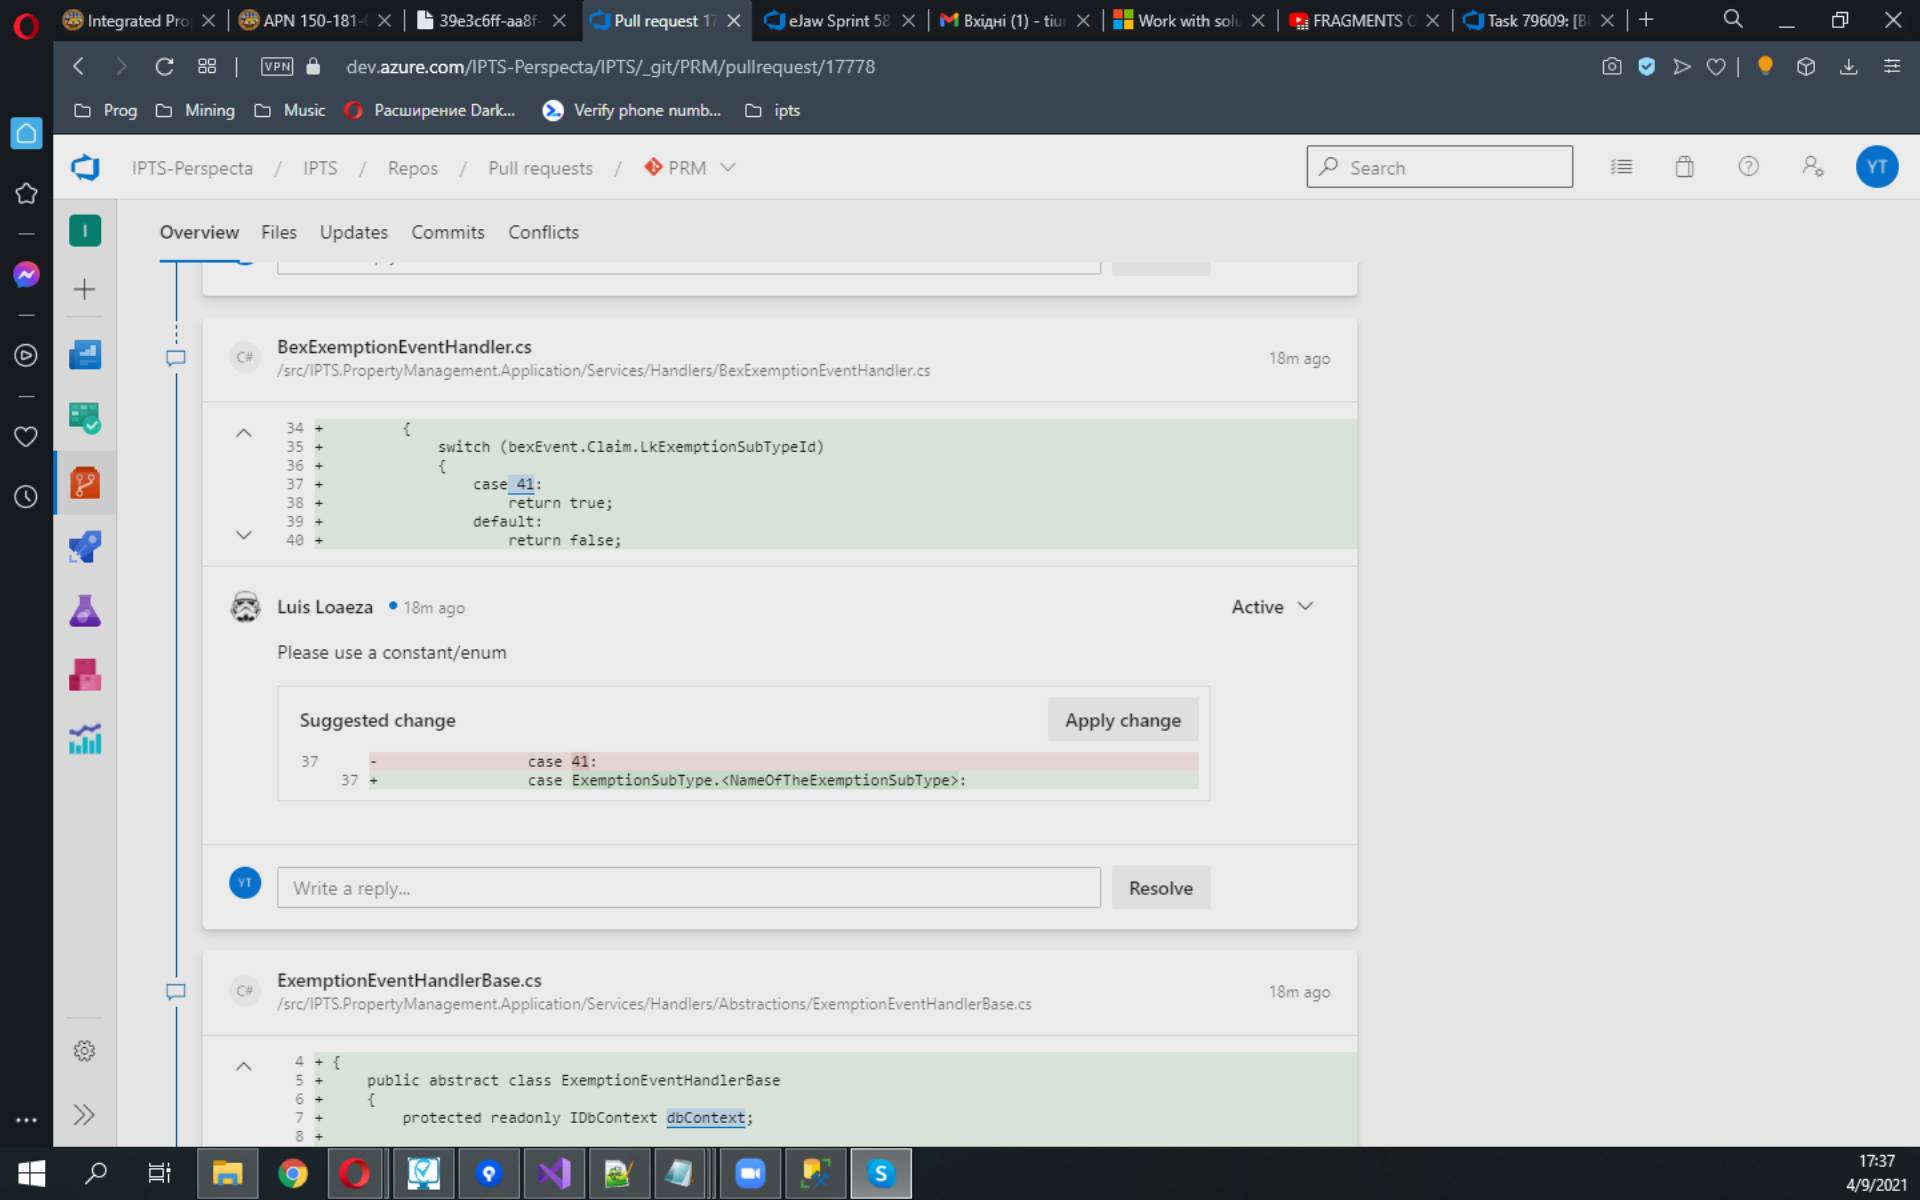 Integrated Pro
APN 150-181-
39e3c6ff-aa8f-
Pull request 17
eJaw Sprint 58
Вхідні (1) - tiur
Work with solu
FRAGMENTS C
Task 79609: [B
VPN
dev.azure.com/IPTS-Perspecta/IPTS/_git/PRM/pullrequest/17778
Prog
Mining
Music
Расширение Dark...
Verify phone numb...
ipts
IPTS-Perspecta / IPTS / Repos / Pull requests / PRM
Search
YT
I
Overview
Files
Updates
Commits
Conflicts
C#
BexExemptionEventHandler.cs
/src/IPTS.PropertyManagement.Application/Services/Handlers/BexExemptionEventHandler.cs
18m ago
34 + {
35 + switch (bexEvent.Claim.LkExemptionSubTypeId)
36 + {
37 + case 41:
38 + return true;
39 + default:
40 + return false;
Luis Loaeza
18m ago
Active
Please use a constant/enum
Suggested change
Apply change
37 - case 41:
37 + case ExemptionSubType.<NameOfTheExemptionSubType>:
YT
Write a reply...
Resolve
C#
ExemptionEventHandlerBase.cs
/src/IPTS.PropertyManagement.Application/Services/Handlers/Abstractions/ExemptionEventHandlerBase.cs
18m ago
4 + {
5 + public abstract class ExemptionEventHandlerBase
6 + {
7 + protected readonly IDbContext dbContext;
8 +
17:37
4/9/2021